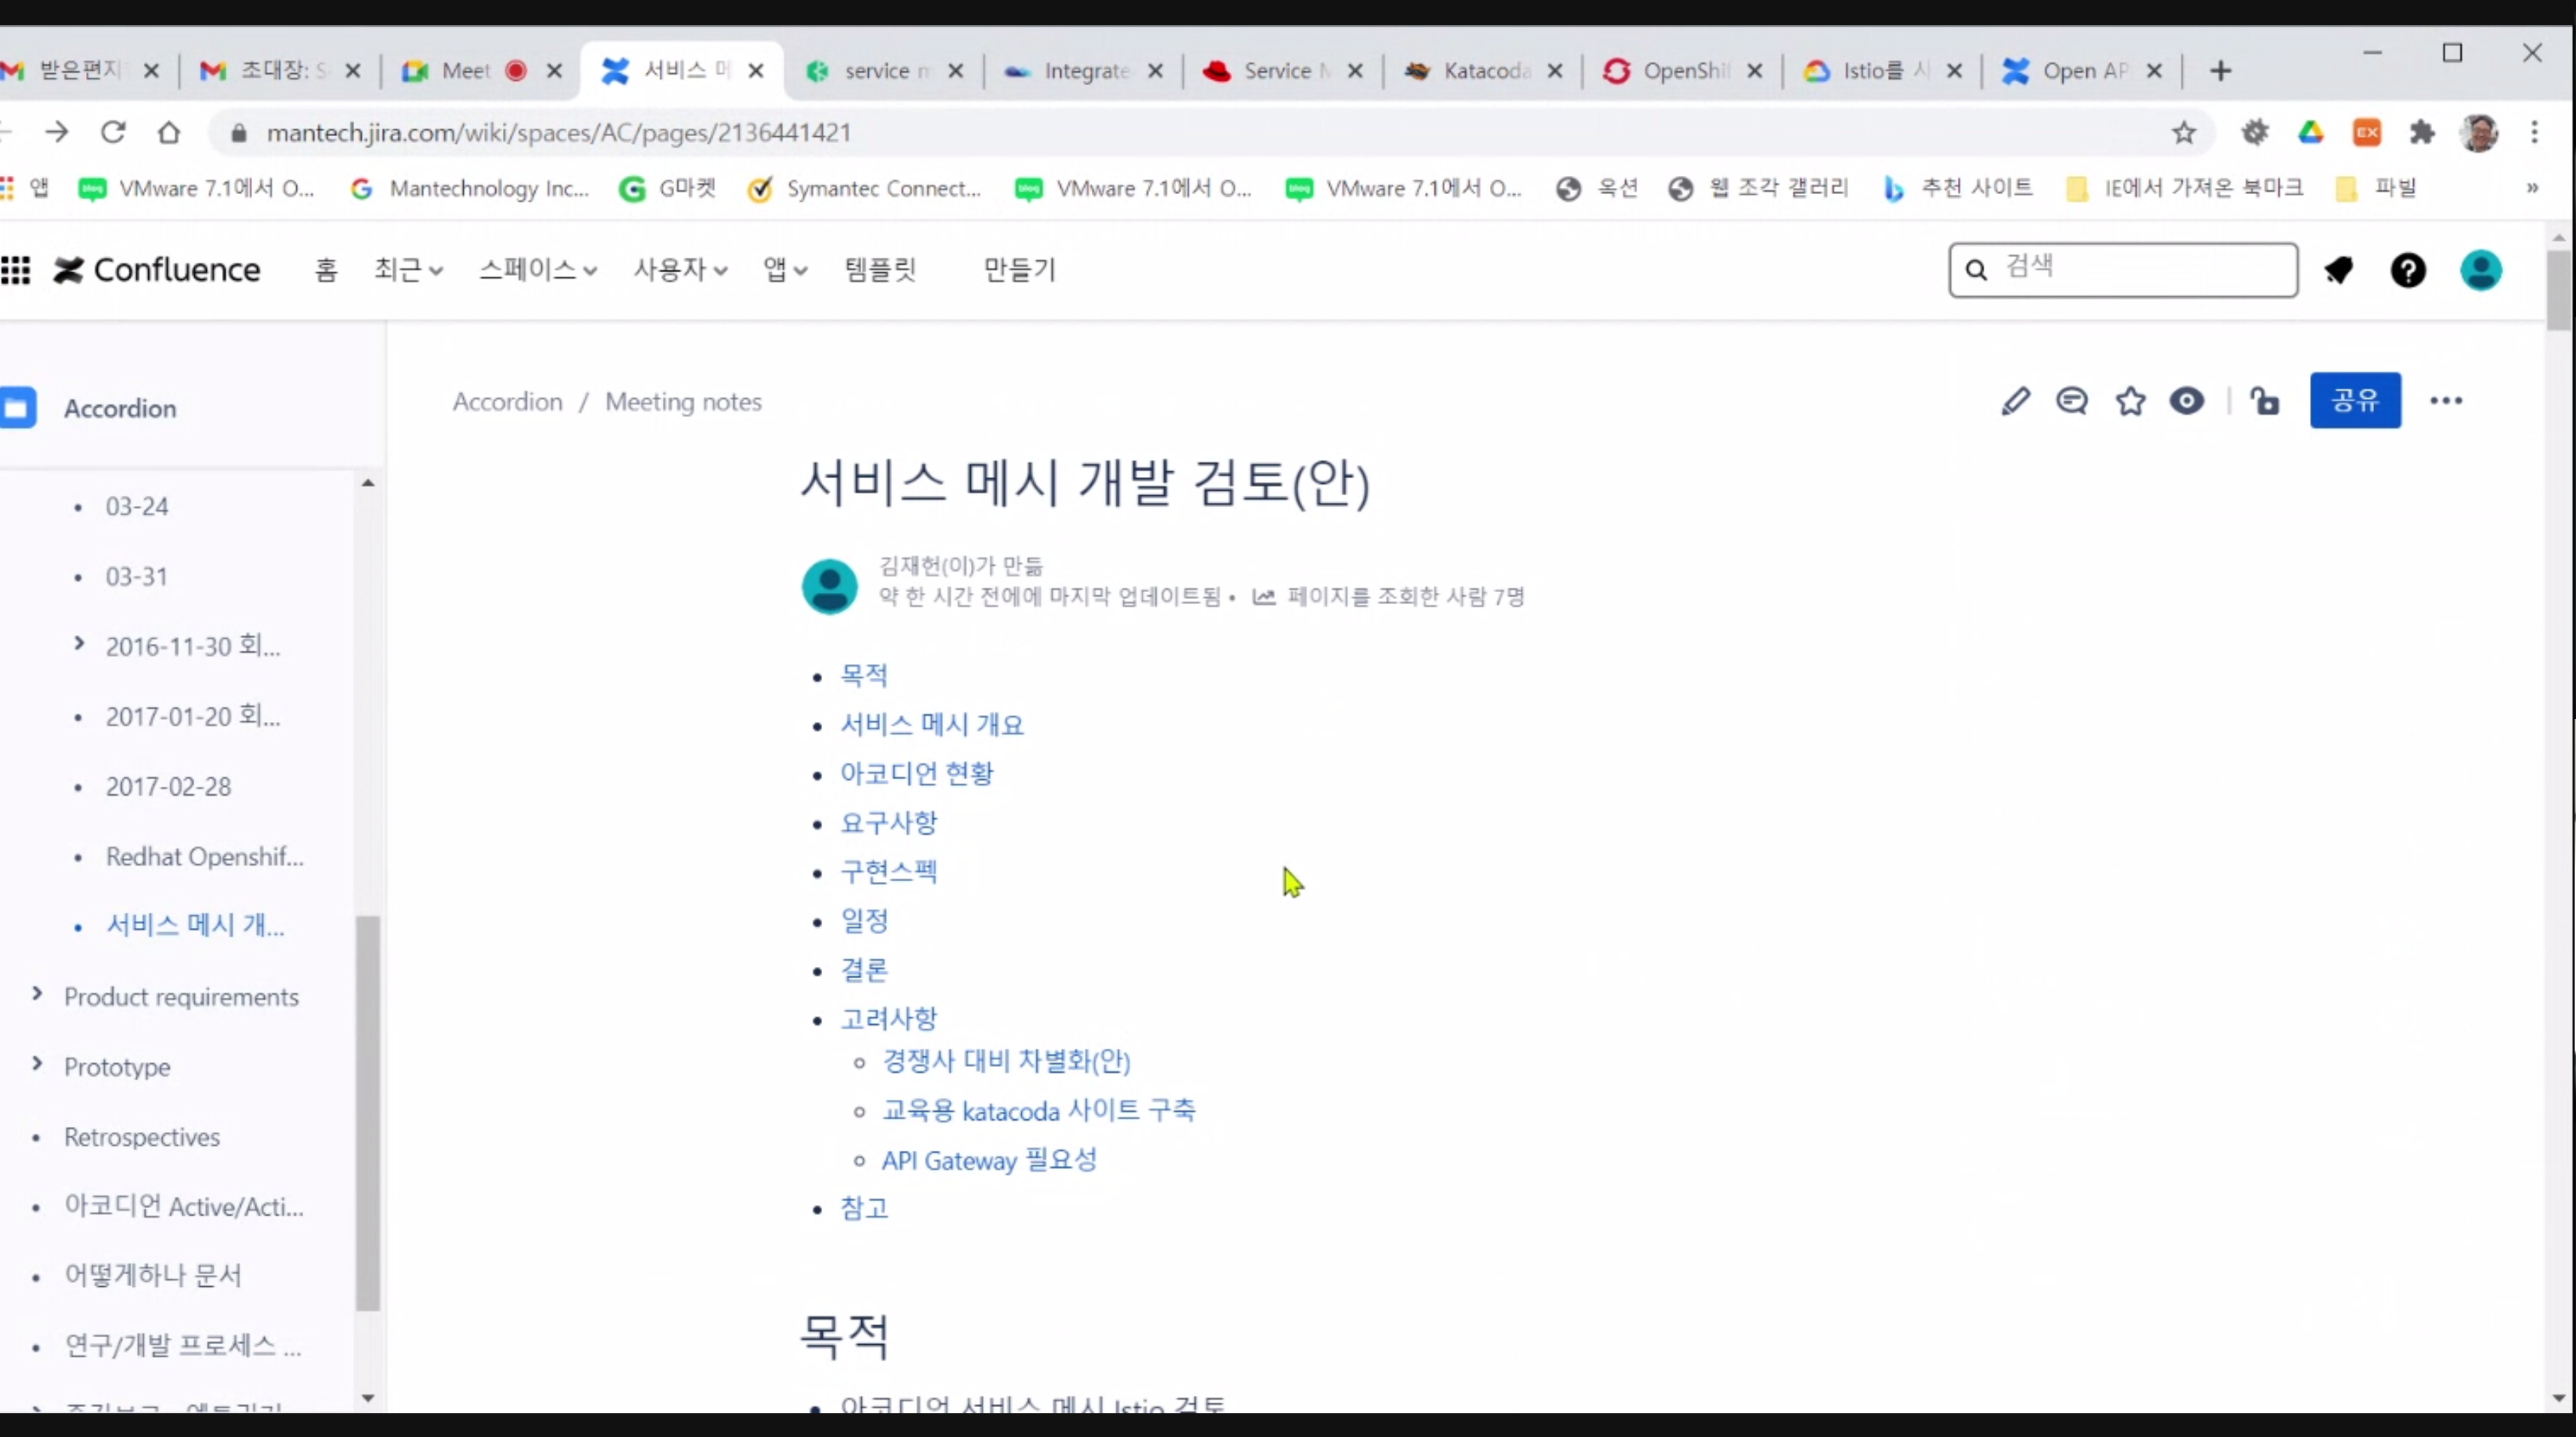 받은편지
초대장: S
Meet
서비스 메
service m
Integrate
Service M
Katacoda
OpenShif
Istio를 시
Open AP
mantech.jira.com/wiki/spaces/AC/pages/2136441421
EX
앱
blog VMware 7.1에서 O...
Mantechnology Inc...
G마켓
Symantec Connect...
blog VMware 7.1에서 O...
blog VMware 7.1에서 O...
옥션
웹 조각 갤러리
추천 사이트
IE에서 가져온 북마크
파빌
»
Confluence
홈
최근
스페이스
사용자
앱
템플릿
만들기
검색
Accordion
03-24
03-31
2016-11-30 회...
2017-01-20 회...
2017-02-28
Redhat Openshif...
서비스 메시 개...
Product requirements
Prototype
Retrospectives
아코디언 Active/Acti...
어떻게하나 문서
연구/개발 프로세스 ...
Accordion / Meeting notes
공유
서비스 메시 개발 검토(안)
김재헌(이)가 만듦
약 한 시간 전에에 마지막 업데이트됨 • 페이지를 조회한 사람 7명
• 목적
• 서비스 메시 개요
• 아코디언 현황
• 요구사항
• 구현스펙
• 일정
• 결론
• 고려사항
◦ 경쟁사 대비 차별화(안)
◦ 교육용 katacoda 사이트 구축
◦ API Gateway 필요성
• 참고
목적
• 아코디언 서비스 메시 Istio 검토